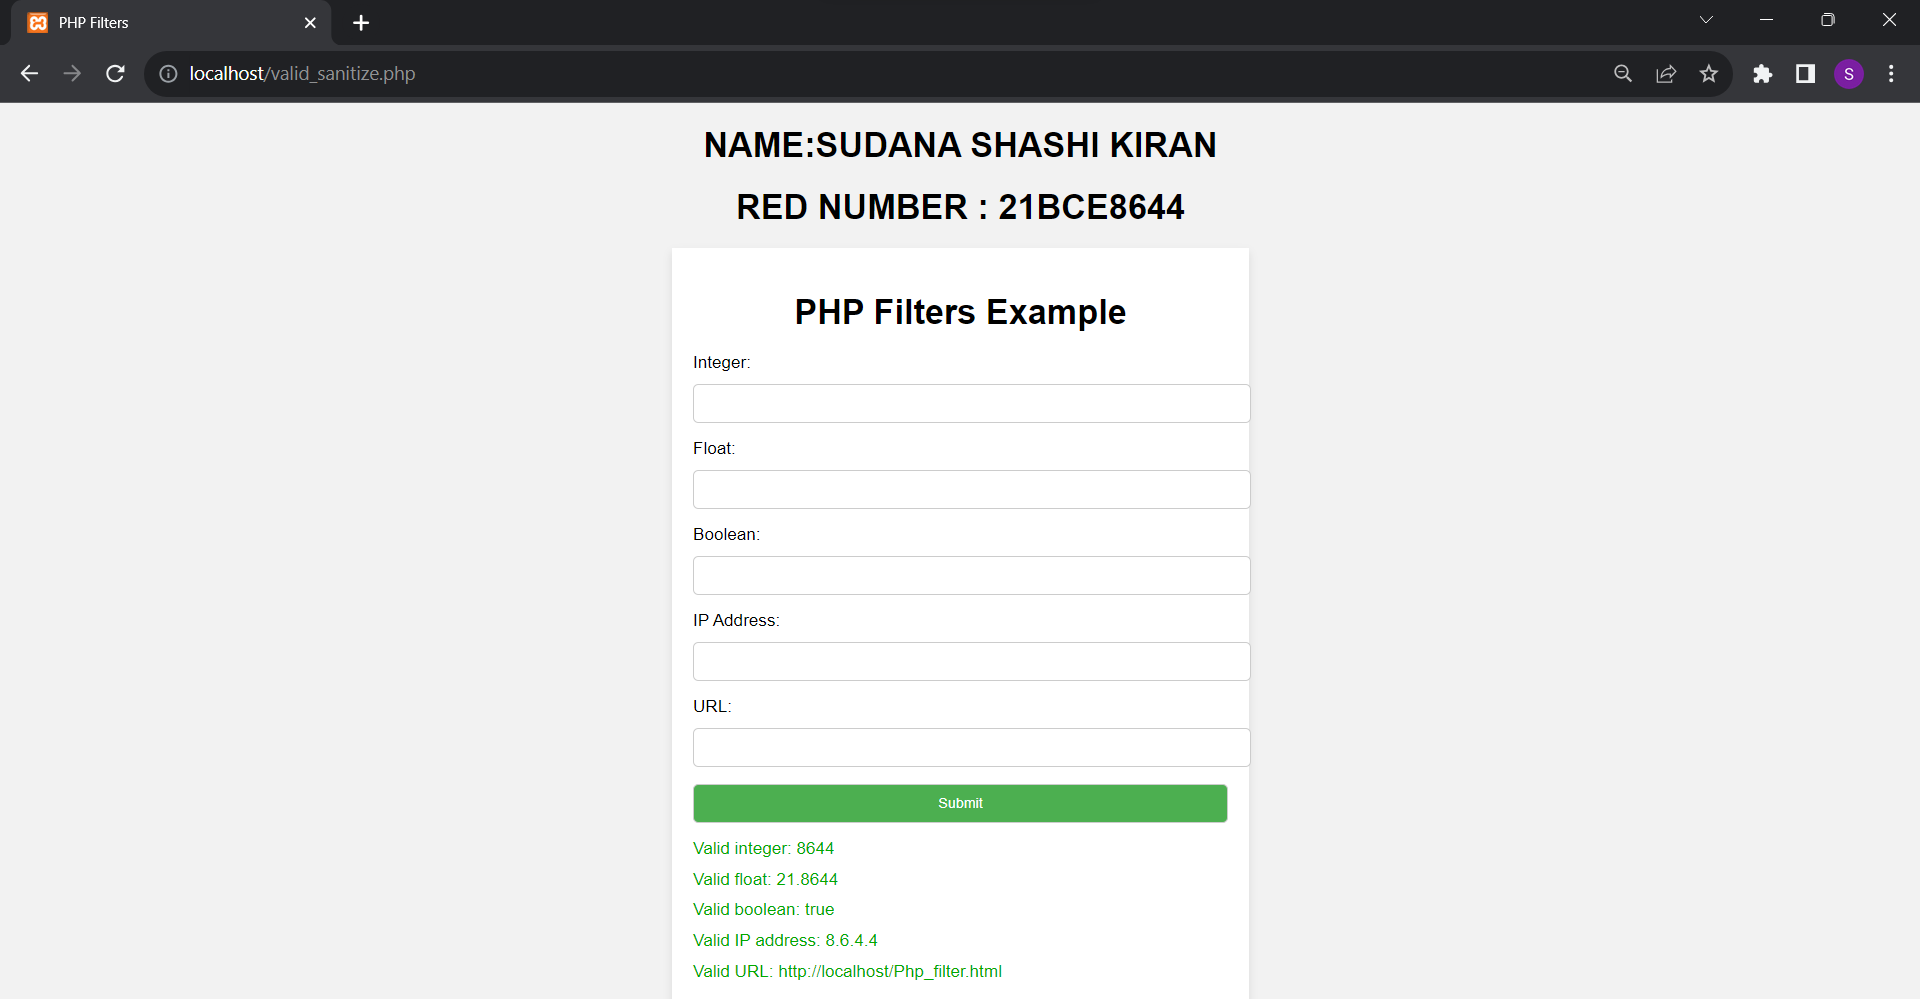 PHP Filters
localhost/valid_sanitize.php
S
NAME:SUDANA SHASHI KIRAN
RED NUMBER : 21BCE8644
PHP Filters Example
Integer:
Float:
Boolean:
IP Address:
URL:
Submit
Valid integer: 8644
Valid float: 21.8644
Valid boolean: true
Valid IP address: 8.6.4.4
Valid URL: http://localhost/Php_filter.html